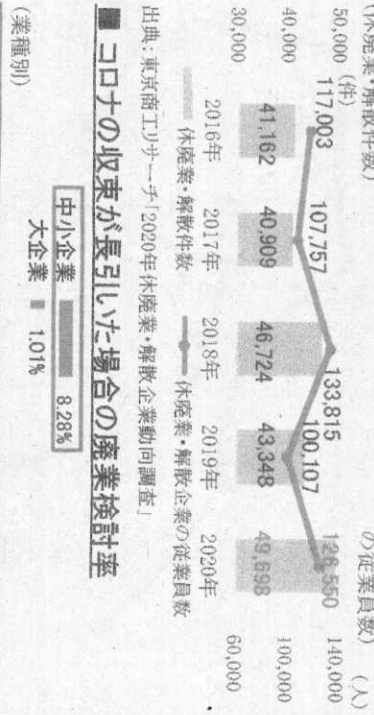 (休廃業・解散件数)
の従業員数)
50,000 (件)
(人)
140,000
40,000
100,000
30,000
60,000
117,003
107,757
133,815
100,107
126,550
41,162
40,909
46,724
43,348
49,698
2016年 2017年 2018年 2019年 2020年
休廃業・解散件数 休廃業・解散企業の従業員数
出典：東京商工リサーチ「2020年休廃業・解散企業動向調査」
■ コロナの収束が長引いた場合の廃業検討率
中小企業 8.28%
大企業 1.01%
(業種別)